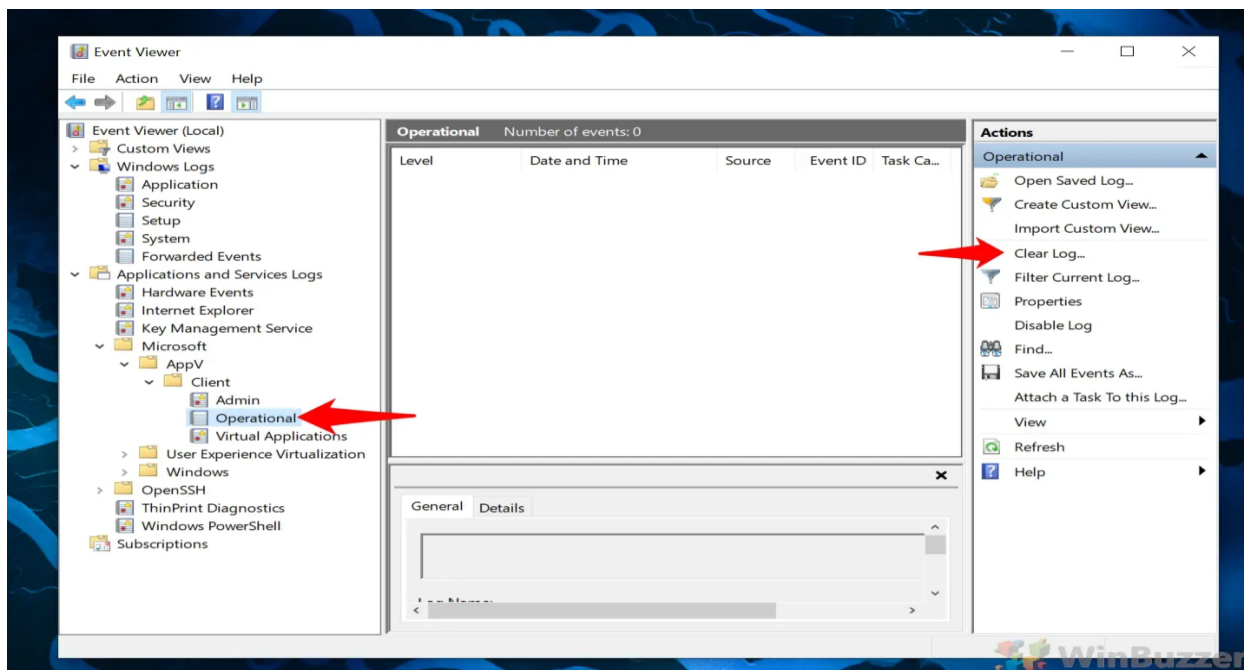 Event Viewer
File Action View Help
Event Viewer (Local)
Custom Views
Windows Logs
Application
Security
Setup
System
Forwarded Events
Applications and Services Logs
Hardware Events
Internet Explorer
Key Management Service
Microsoft
AppV
Client
Admin
Operational
Virtual Applications
User Experience Virtualization
Windows
OpenSSH
ThinPrint Diagnostics
Windows PowerShell
Subscriptions
Operational Number of events: 0
Level Date and Time Source Event ID Task Ca...
General Details
Log Name:
Actions
Operational
Open Saved Log...
Create Custom View...
Import Custom View...
Clear Log...
Filter Current Log...
Properties
Disable Log
Find...
Save All Events As...
Attach a Task To this Log...
View
Refresh
Help
WinBuzzer